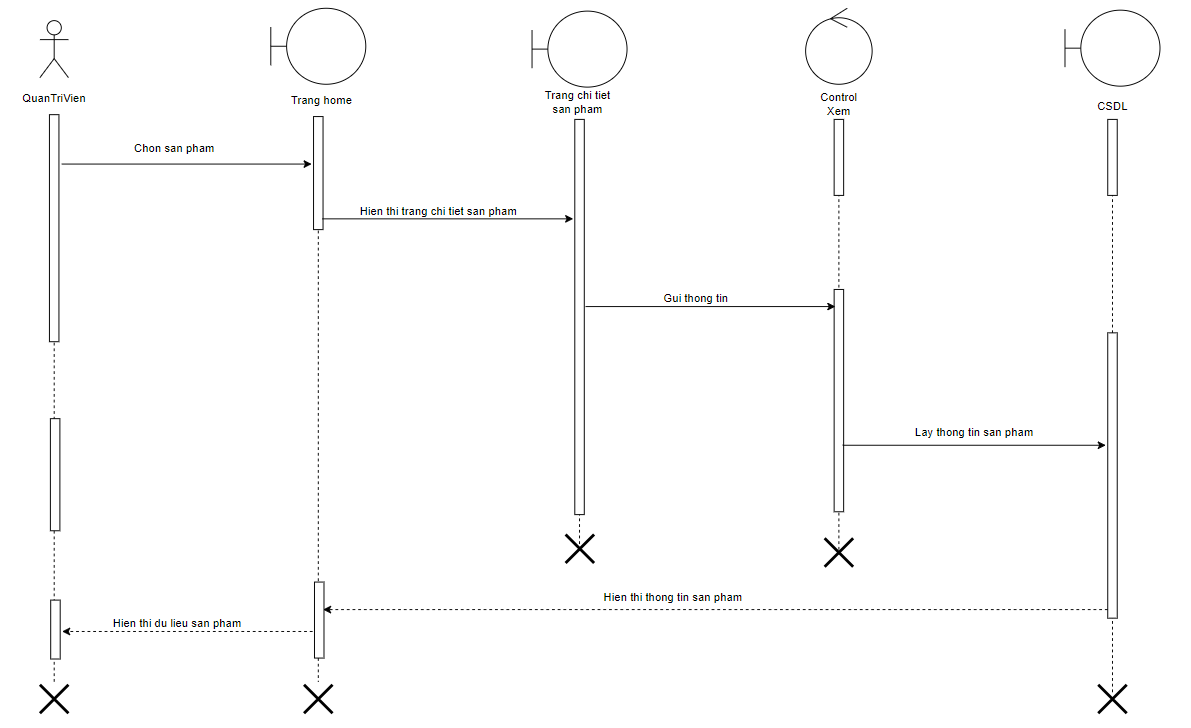 QuanTriVien
Trang home
Trang chi tiet
san pham
Control
Xem
CSDL
Chon san pham
Hien thi trang chi tiet san pham
Gui thong tin
Lay thong tin san pham
Hien thi thong tin san pham
Hien thi du lieu san pham